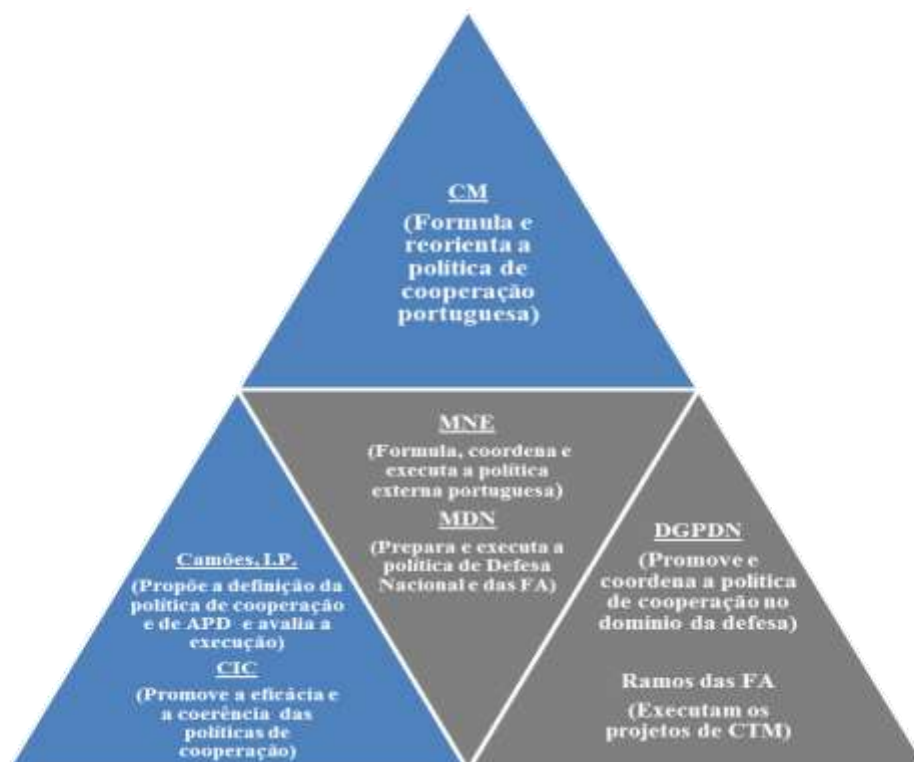 CM
(Formula e
reorienta a
política de
cooperação
portuguesa)
MNE
(Formula, coordena e
executa a política
externa portuguesa)
MDN
(Prepara e executa a
política de Defesa
Nacional e das FA)
Camões, I.P.
(Propõe a definição da
política de cooperação
e de APD e avalia a
execução)
CIC
(Promove a eficácia e
a coerência das
políticas de
cooperação)
DGPDN
(Promove e
coordena a política
de cooperação no
domínio da defesa)
Ramos das FA
(Executam os
projetos de CTM)